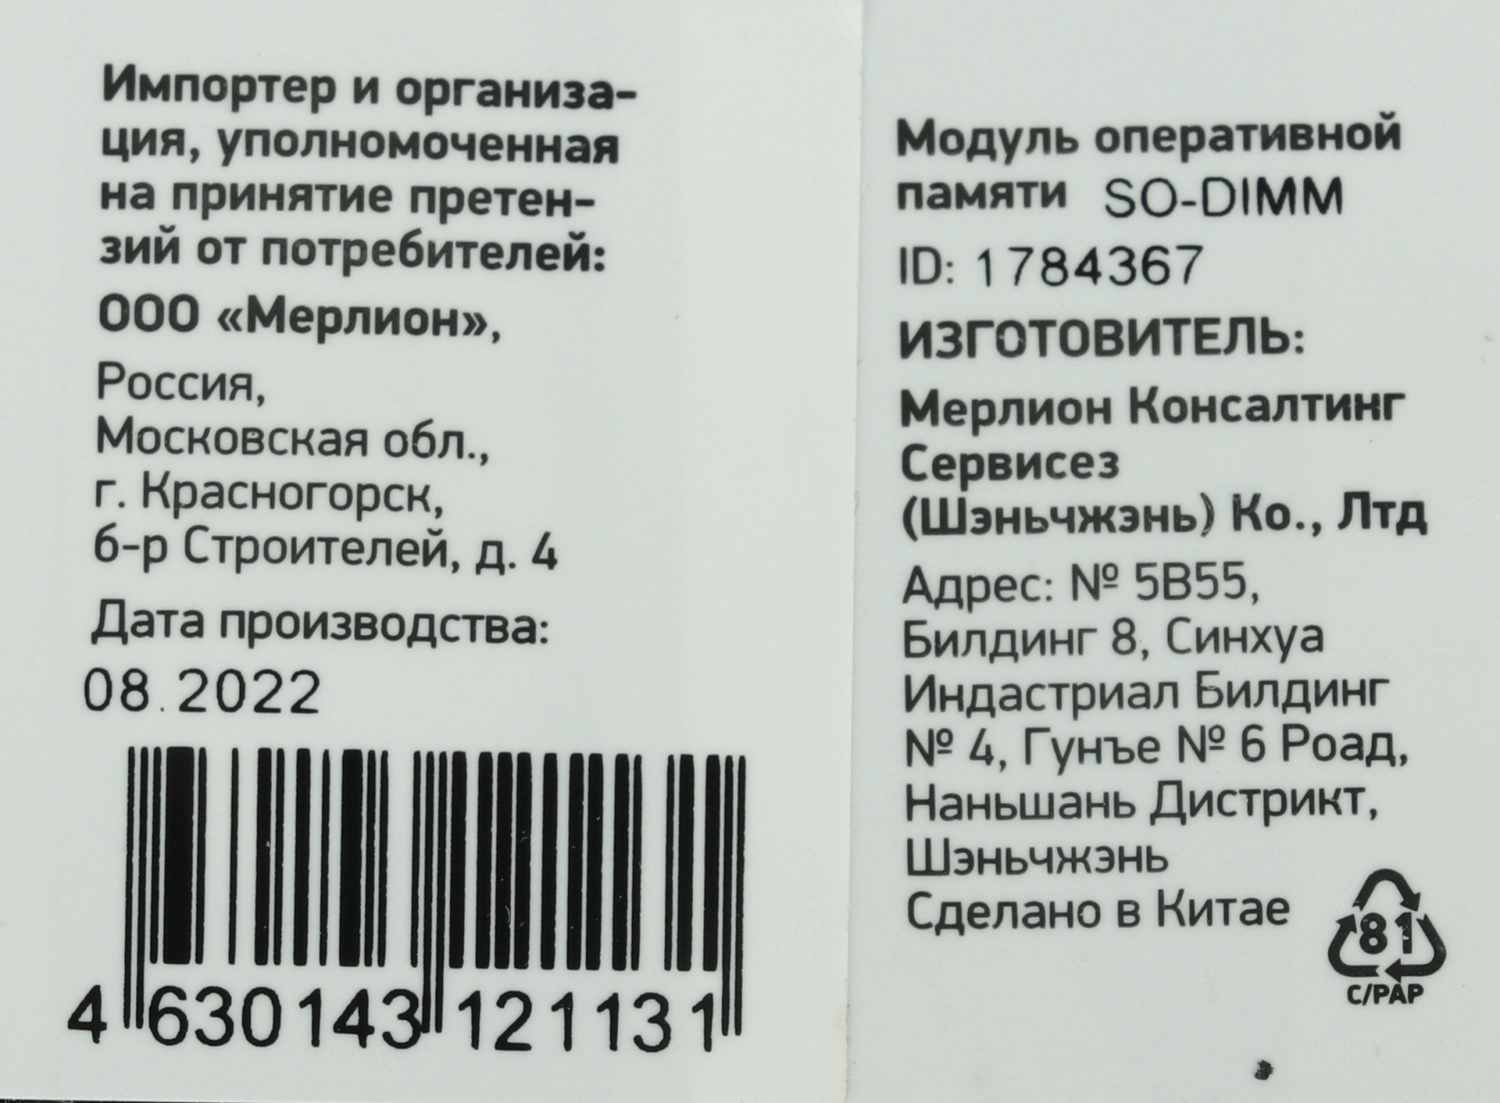 Импортер и организа-
ция, уполномоченная
на принятие претен-
зий от потребителей:
ООО «Мерлион»,
Россия,
Московская обл.,
г. Красногорск,
б-р Строителей, д. 4
Дата производства:
08.2022
4 630143 121131
Модуль оперативной
памяти SO-DIMM
ID: 1784367
ИЗГОТОВИТЕЛЬ:
Мерлион Консалтинг
Сервисез
(Шэньчжэнь) Ко., Лтд
Адрес: № 5В55,
Билдинг 8, Синхуа
Индастриал Билдинг
№ 4, Гунъе № 6 Роад,
Наньшань Дистрикт,
Шэньчжэнь
Сделано в Китае
81
C/PAP